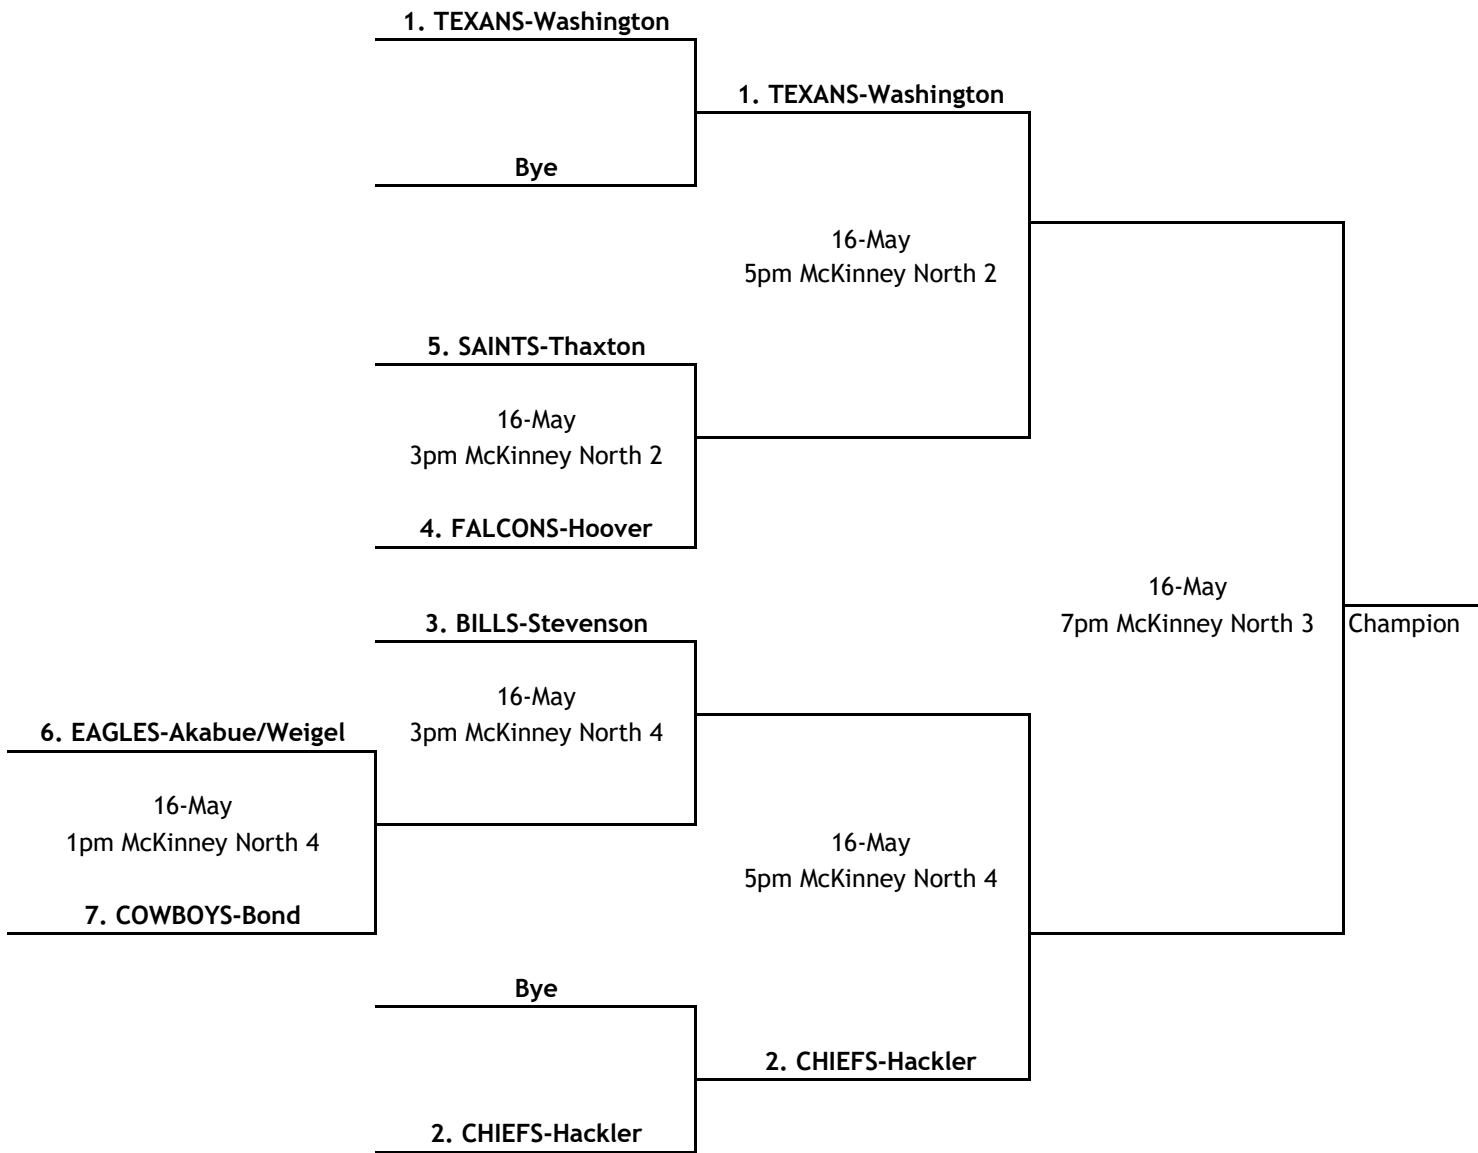 1. TEXANS-Washington
1. TEXANS-Washington
Bye
16-May
5pm McKinney North 2
5. SAINTS-Thaxton
16-May
3pm McKinney North 2
4. FALCONS-Hoover
16-May
7pm McKinney North 3
Champion
3. BILLS-Stevenson
16-May
3pm McKinney North 4
6. EAGLES-Akabue/Weigel
16-May
1pm McKinney North 4
16-May
5pm McKinney North 4
7. COWBOYS-Bond
Bye
2. CHIEFS-Hackler
2. CHIEFS-Hackler